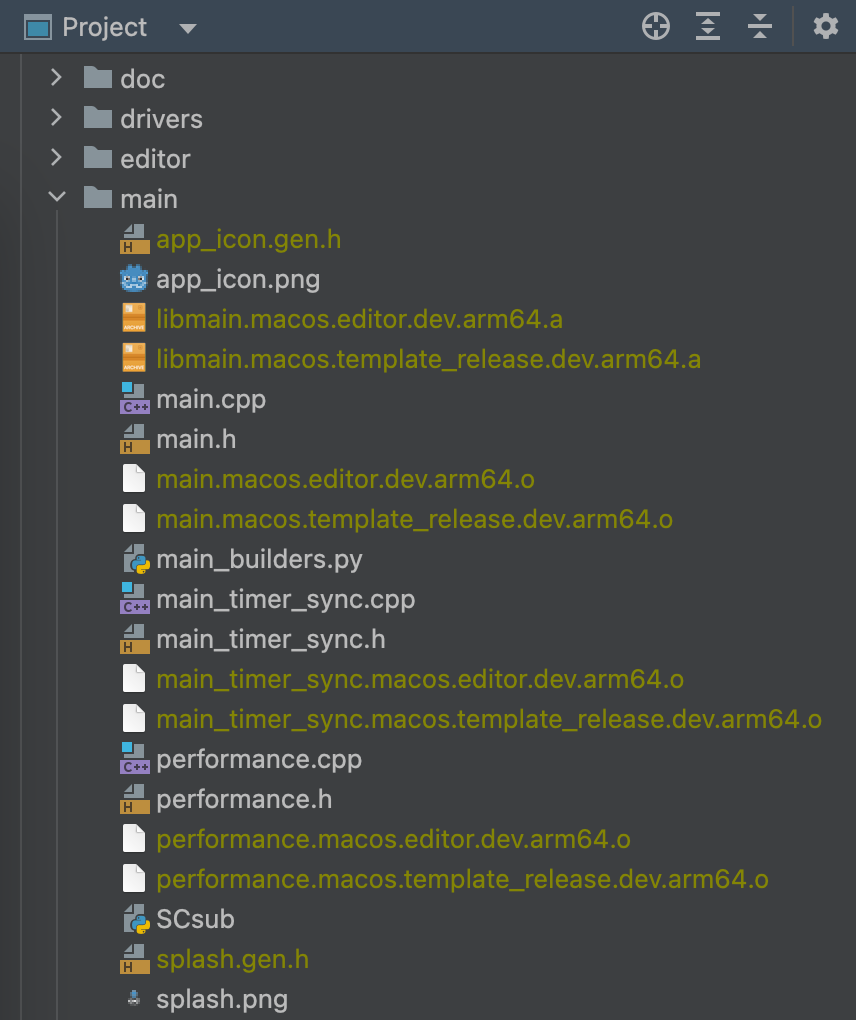 Project
doc
drivers
editor
main
app_icon.gen.h
app_icon.png
libmain.macos.editor.dev.arm64.a
libmain.macos.template_release.dev.arm64.a
main.cpp
main.h
main.macos.editor.dev.arm64.o
main.macos.template_release.dev.arm64.o
main_builders.py
main_timer_sync.cpp
main_timer_sync.h
main_timer_sync.macos.editor.dev.arm64.o
main_timer_sync.macos.template_release.dev.arm64.o
performance.cpp
performance.h
performance.macos.editor.dev.arm64.o
performance.macos.template_release.dev.arm64.o
SCsub
splash.gen.h
splash.png